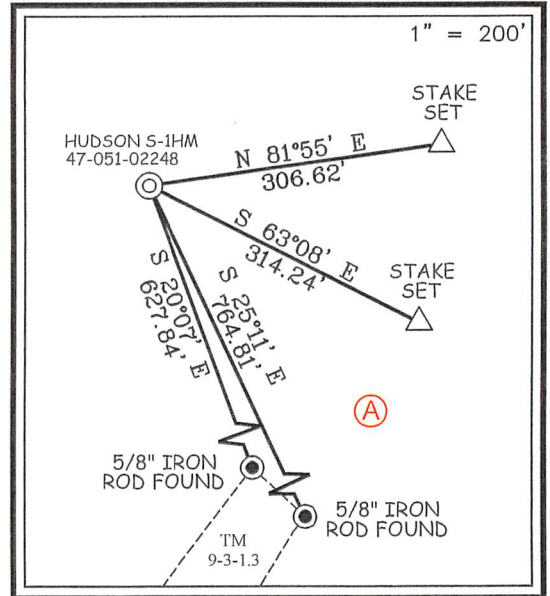 1" = 200'
STAKE
SET
HUDSON S-1HM
47-051-02248
N 81°55' E
306.62'
S 63°08' E
314.24'
STAKE
SET
S 20°07' E
627.84'
S 25°11' E
764.81'
A
5/8" IRON
ROD FOUND
5/8" IRON
ROD FOUND
TM
9-3-1.3